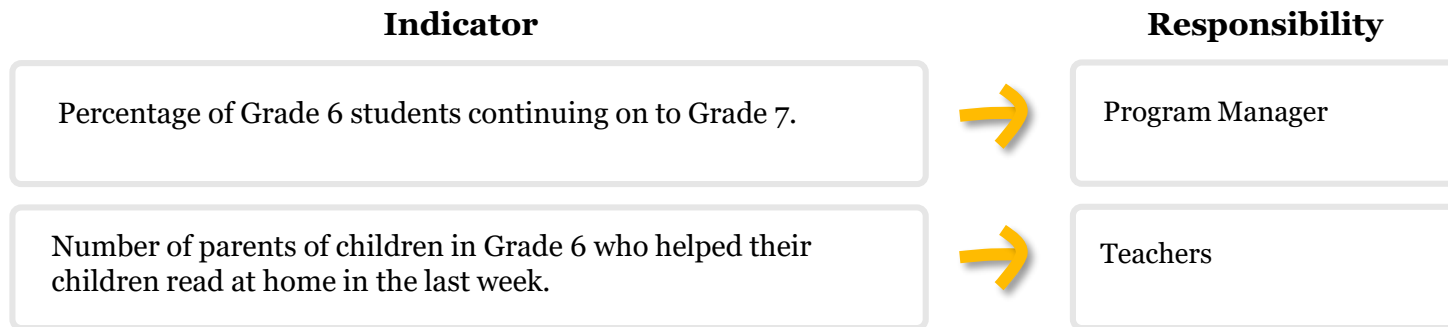 Indicator
Responsibility
Percentage of Grade 6 students continuing on to Grade 7.
Program Manager
Number of parents of children in Grade 6 who helped their
children read at home in the last week.
Teachers